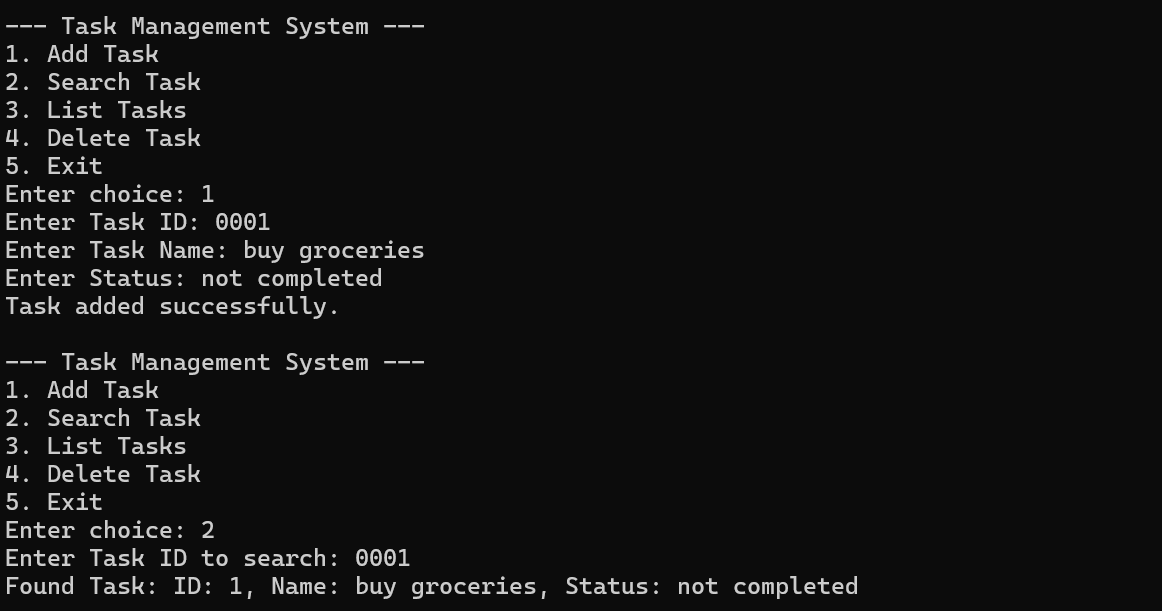 --- Task Management System ---
1. Add Task
2. Search Task
3. List Tasks
4. Delete Task
5. Exit
Enter choice: 1
Enter Task ID: 0001
Enter Task Name: buy groceries
Enter Status: not completed
Task added successfully.

--- Task Management System ---
1. Add Task
2. Search Task
3. List Tasks
4. Delete Task
5. Exit
Enter choice: 2
Enter Task ID to search: 0001
Found Task: ID: 1, Name: buy groceries, Status: not completed